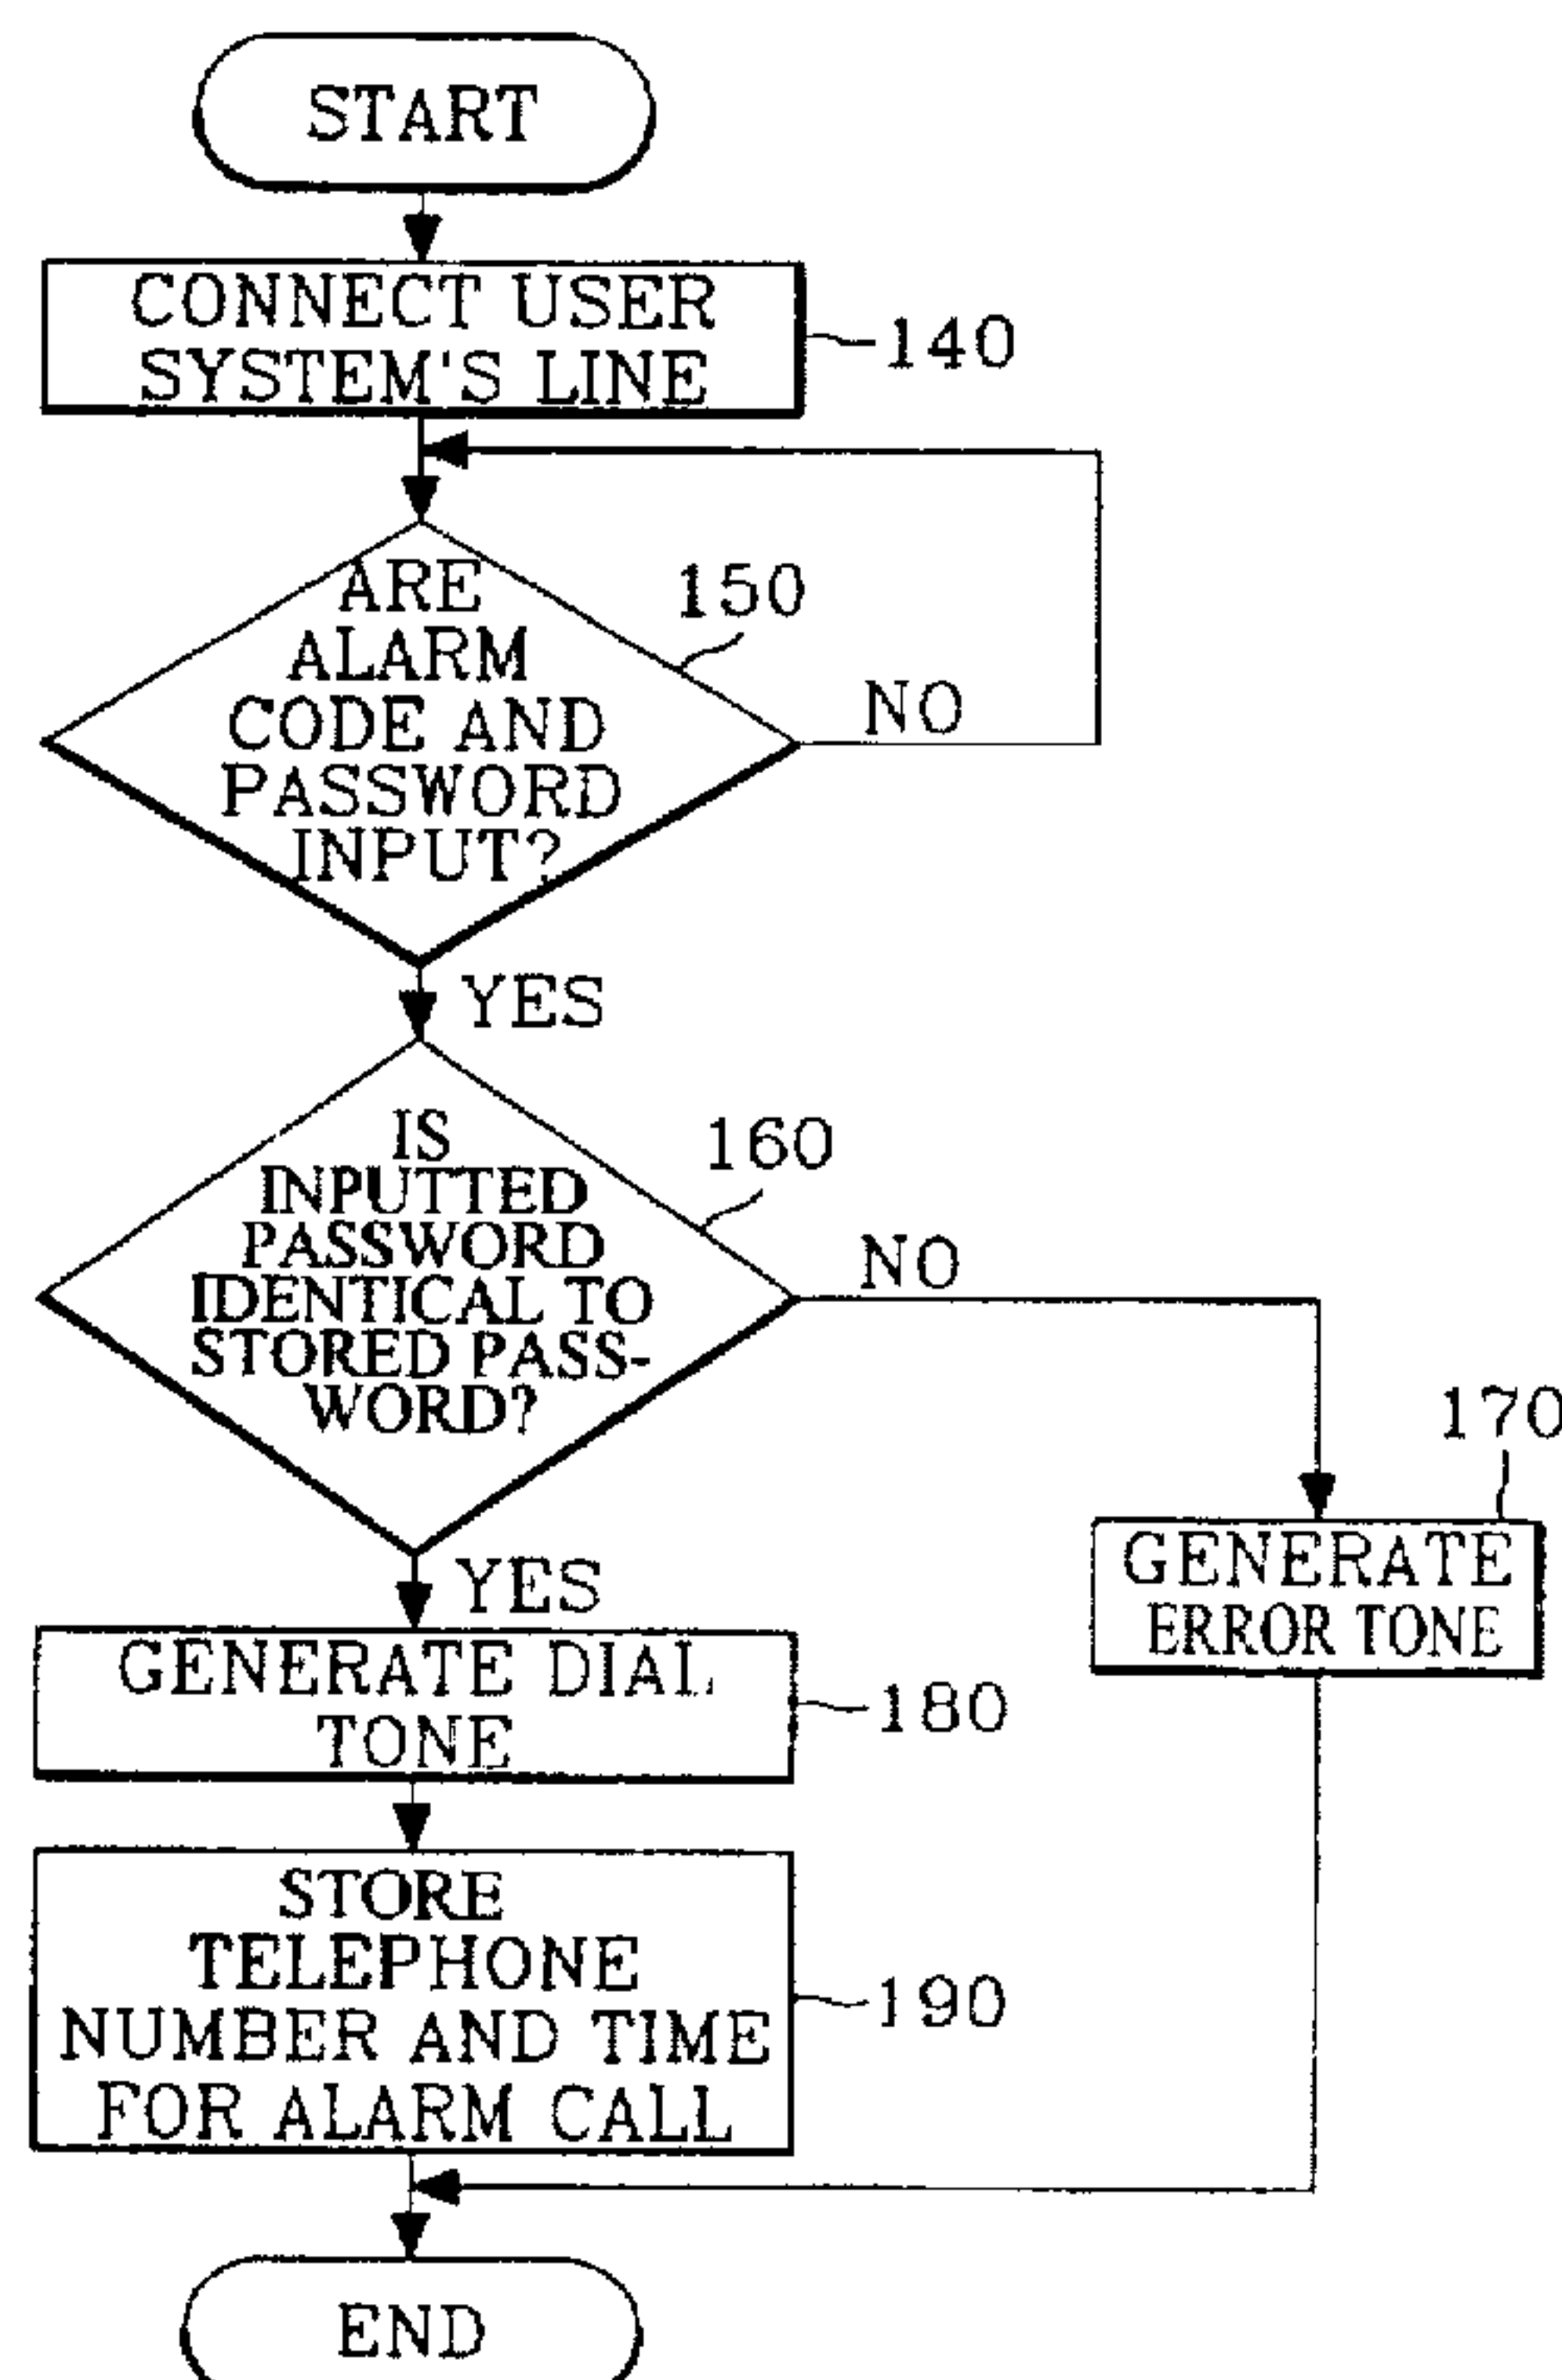 START
CONNECT USER
SYSTEM'S LINE
140
ARE
ALARM
CODE AND
PASSWORD
INPUT?
150
NO
YES
IS
INPUTTED
PASSWORD
IDENTICAL TO
STORED PASS-
WORD?
160
NO
170
GENERATE
ERROR TONE
YES
GENERATE DIAL
TONE
180
STORE
TELEPHONE
NUMBER AND TIME
FOR ALARM CALL
190
END